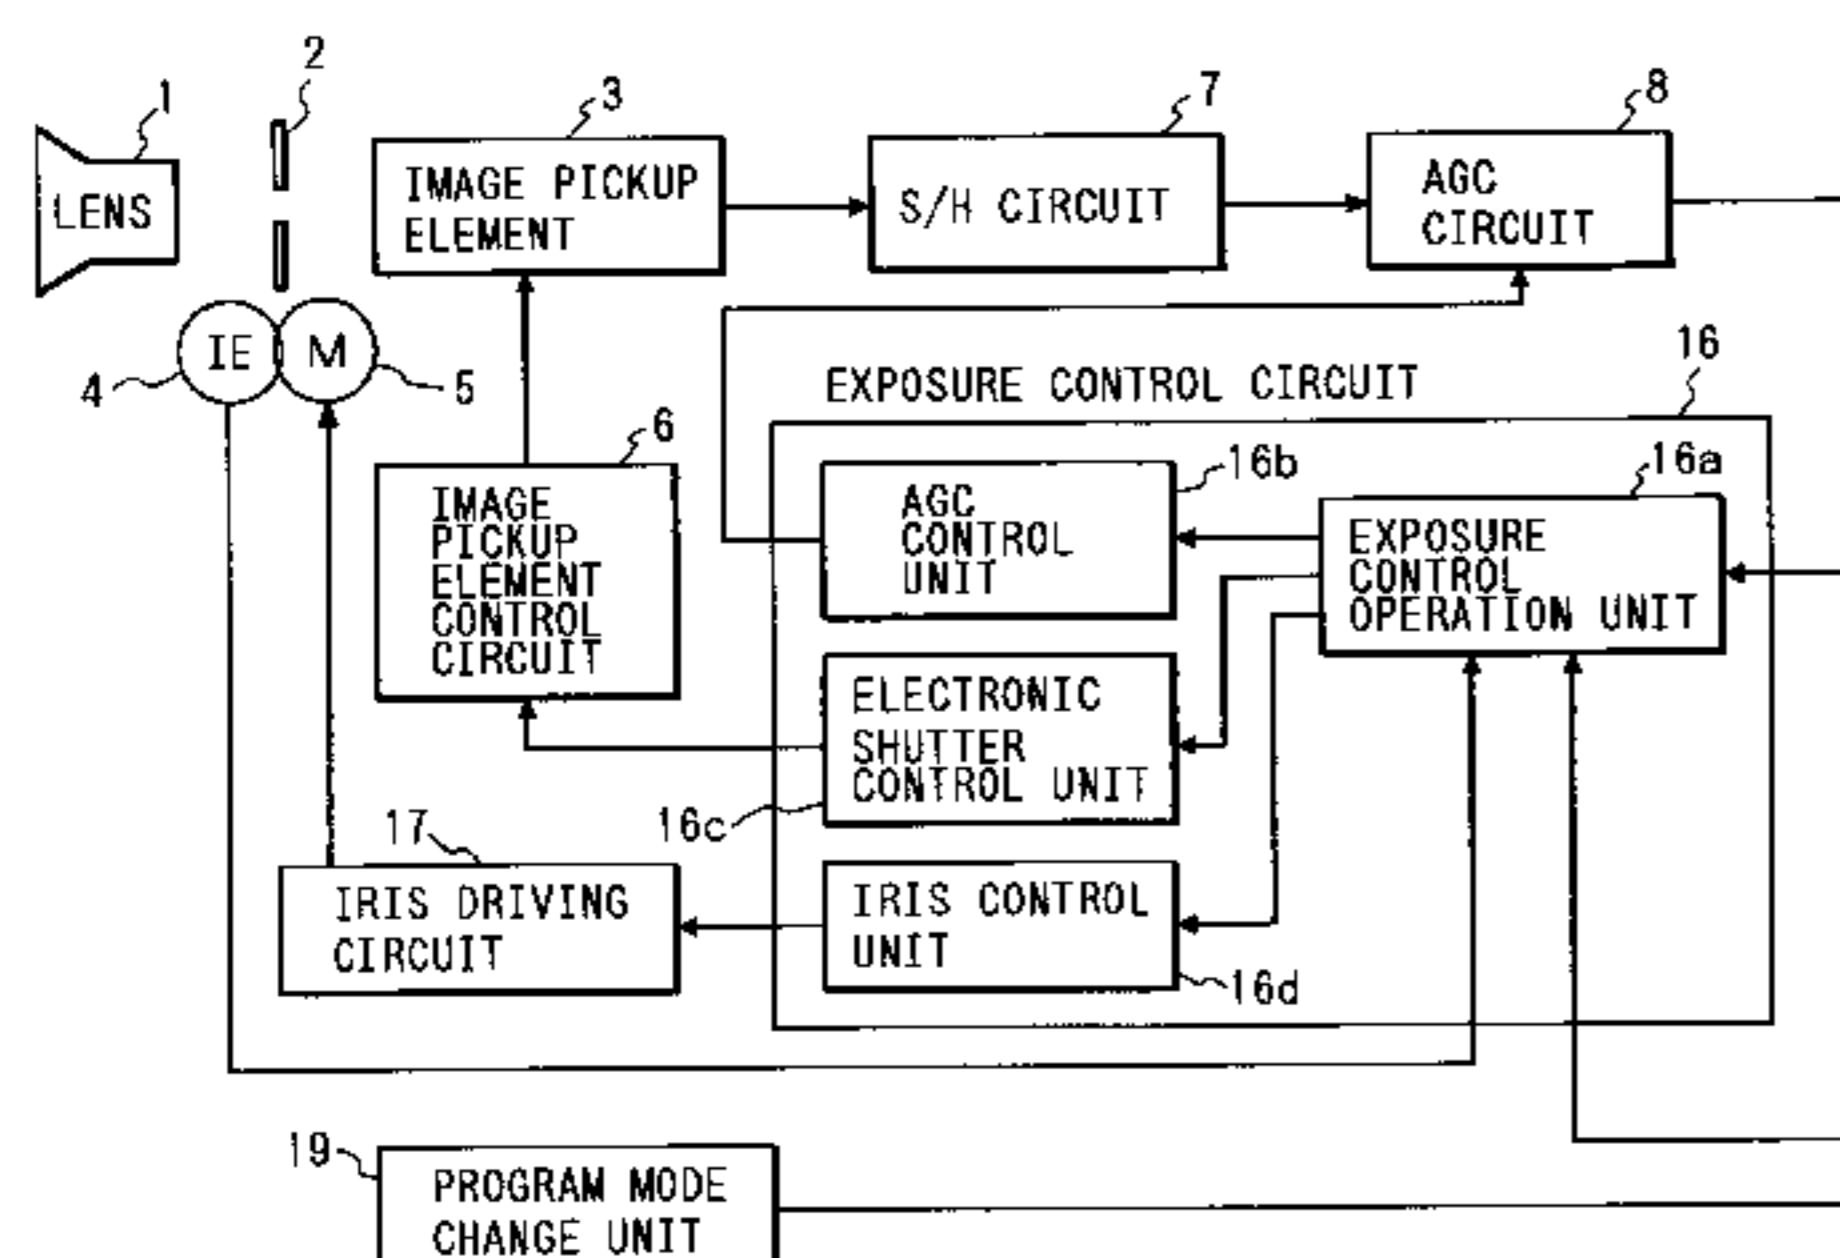 1
2
3
7
8
LENS
IMAGE PICKUP
ELEMENT
S/H CIRCUIT
AGC
CIRCUIT
IE
M
4
5
EXPOSURE CONTROL CIRCUIT
16
6
IMAGE
PICKUP
ELEMENT
CONTROL
CIRCUIT
AGC
CONTROL
UNIT
16b
16a
EXPOSURE
CONTROL
OPERATION UNIT
ELECTRONIC
SHUTTER
CONTROL UNIT
16c
17
IRIS DRIVING
CIRCUIT
IRIS CONTROL
UNIT
16d
19
PROGRAM MODE
CHANGE UNIT